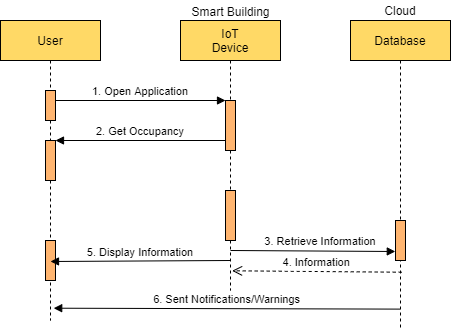 Smart Building
Cloud
User
IoT
Device
Database
1. Open Application
2. Get Occupancy
3. Retrieve Information
5. Display Information
4. Information
6. Sent Notifications/Warnings